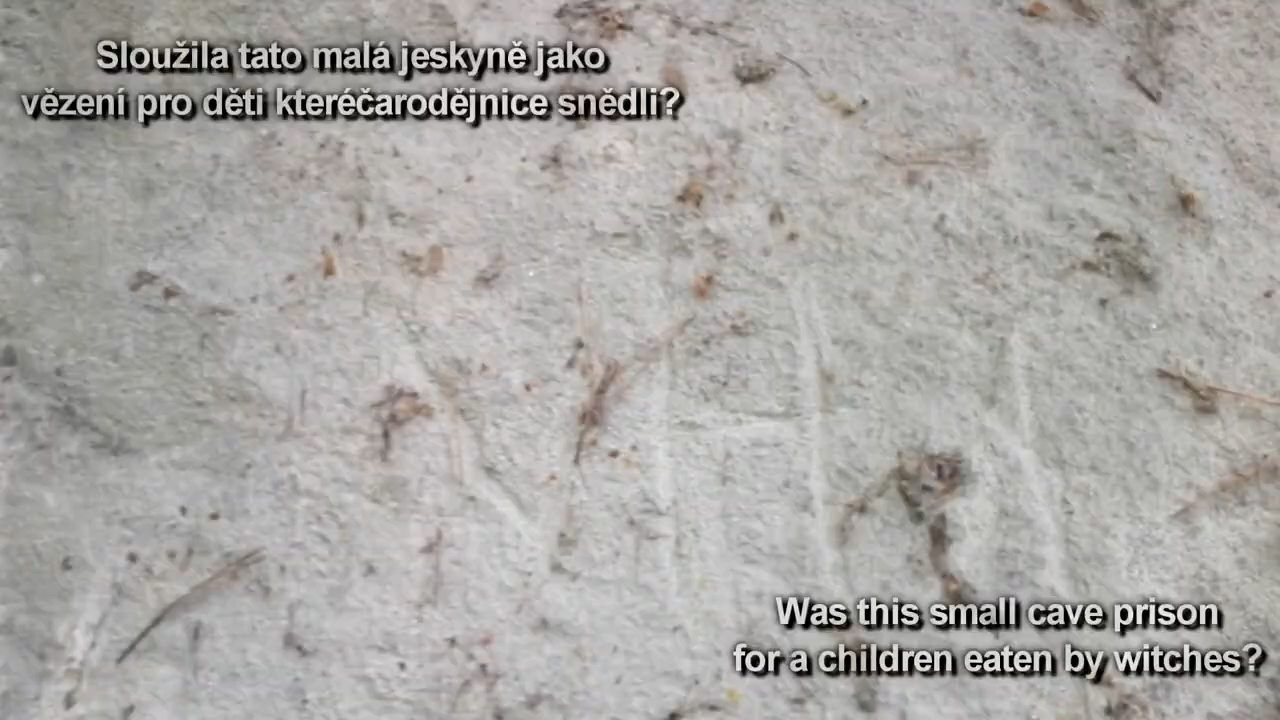 Sloužila tato malá jeskyně jako
vězení pro děti kteréčarodějnice snědli?
Was this small cave prison
for a children eaten by witches?